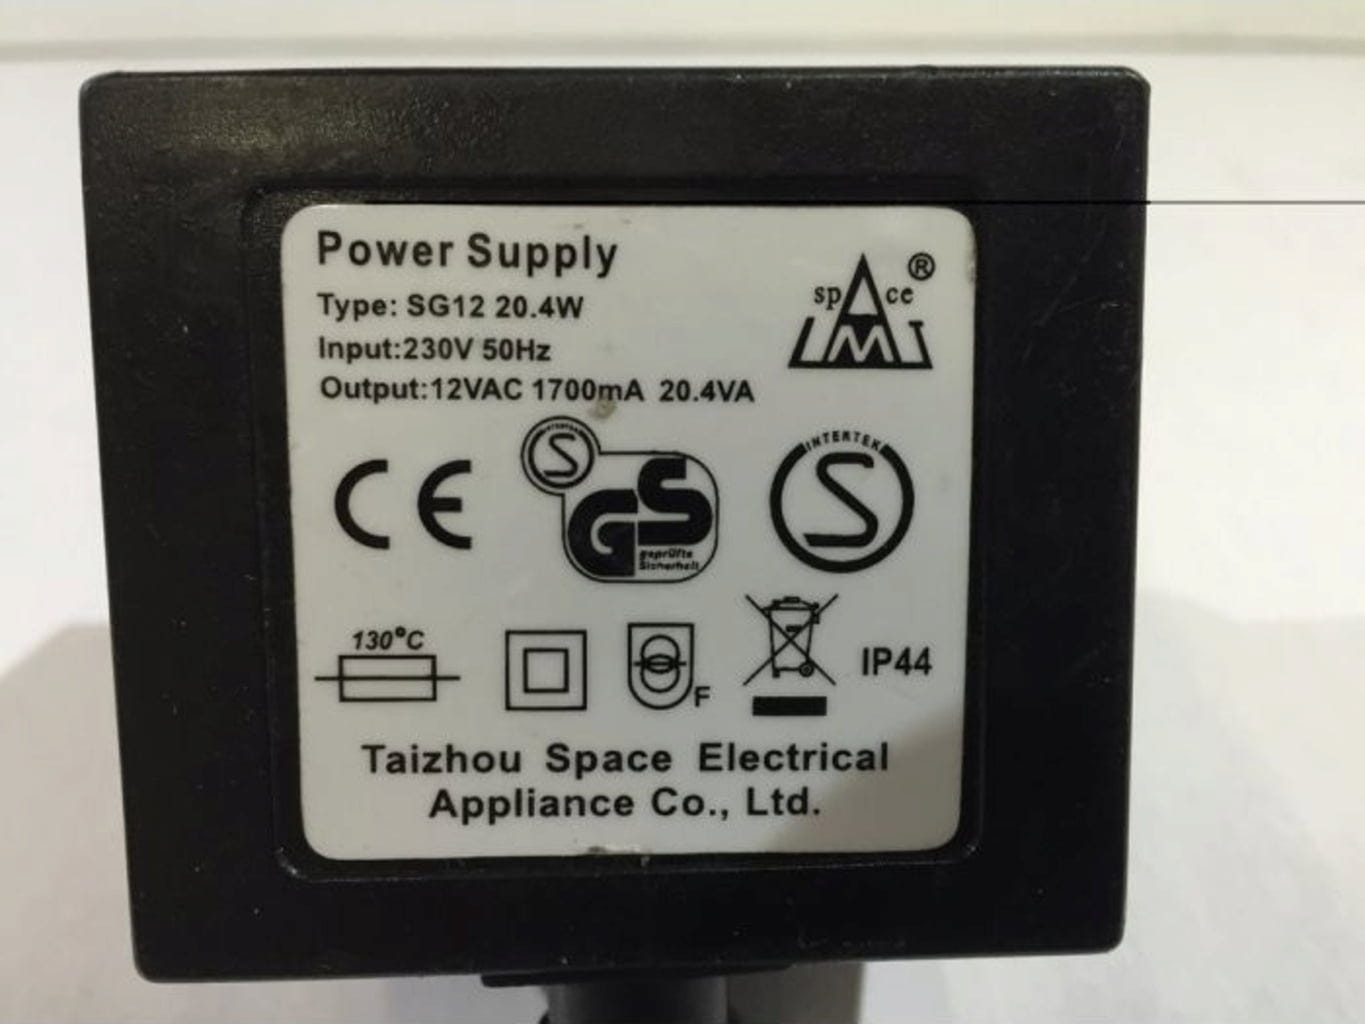 Power Supply
Type: SG12 20.4W
Input:230V 50Hz
Output:12VAC 1700mA 20.4VA
space ®
LMT
CE
S
GS
geprüfte
Sicherheit
INTERTEK
S
130°C
F
IP44
Taizhou Space Electrical
Appliance Co., Ltd.